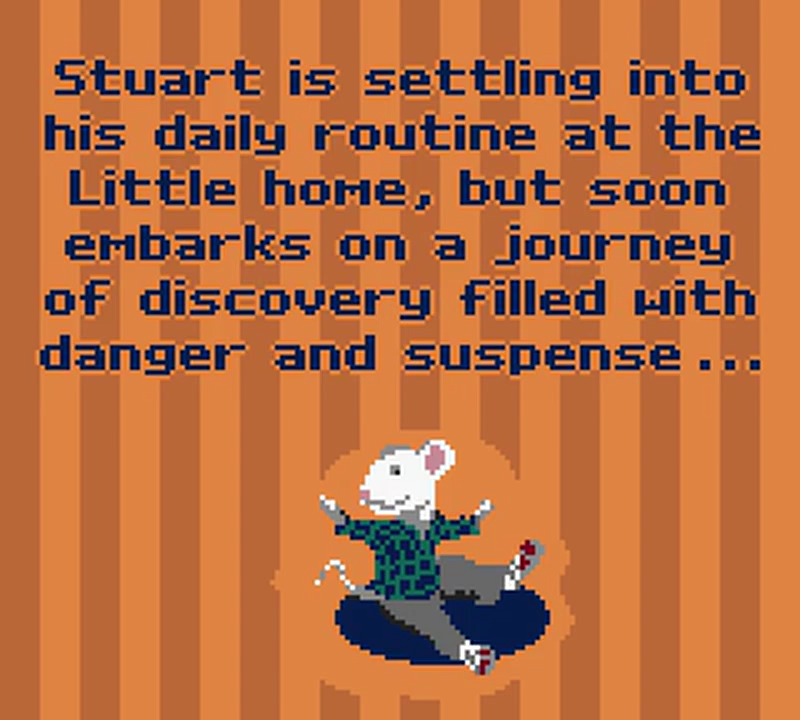 Stuart is settling into
his daily routine at the
Little home, but soon
embarks on a journey
of discovery filled with
danger and suspense...